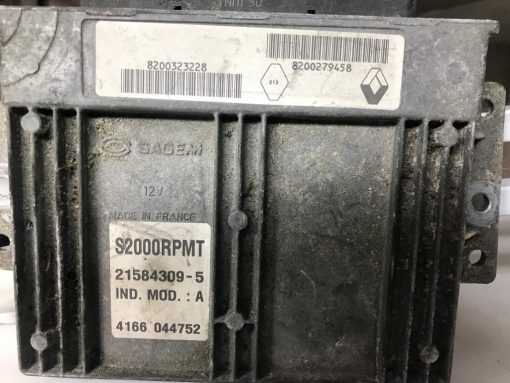 8200323228
213
8200279458
SAGEM
12V
MADE IN FRANCE
S2000RPMT
21584309-5
IND. MOD. : A
4166 044752